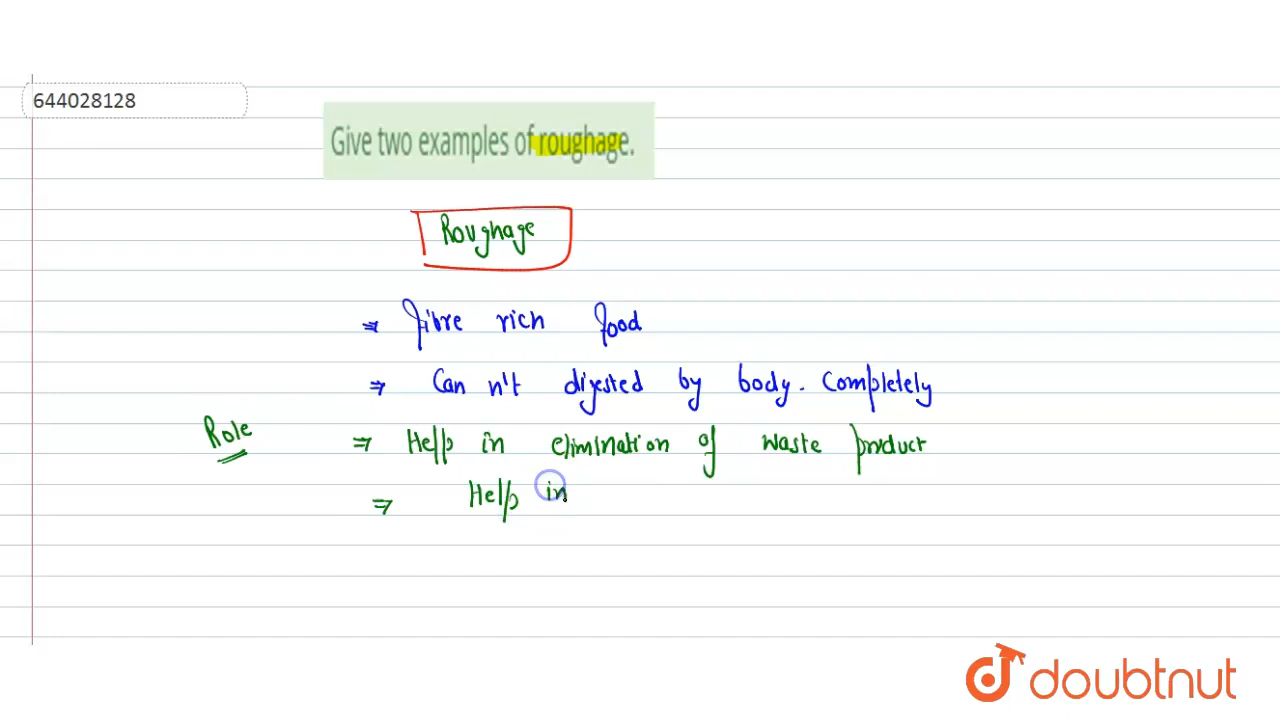 644028128
Give two examples of roughage.
Roughage
⇒ Fibre rich food
⇒ Can n't digested by body. Completely
Role
⇒ Help in elimination of waste product
⇒ Help in
doubtnut